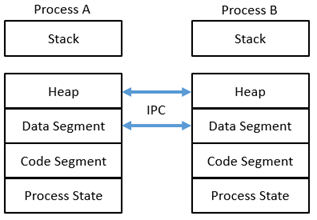 Process A
Process B
Stack
Stack
Heap
Heap
IPC
Data Segment
Data Segment
Code Segment
Code Segment
Process State
Process State